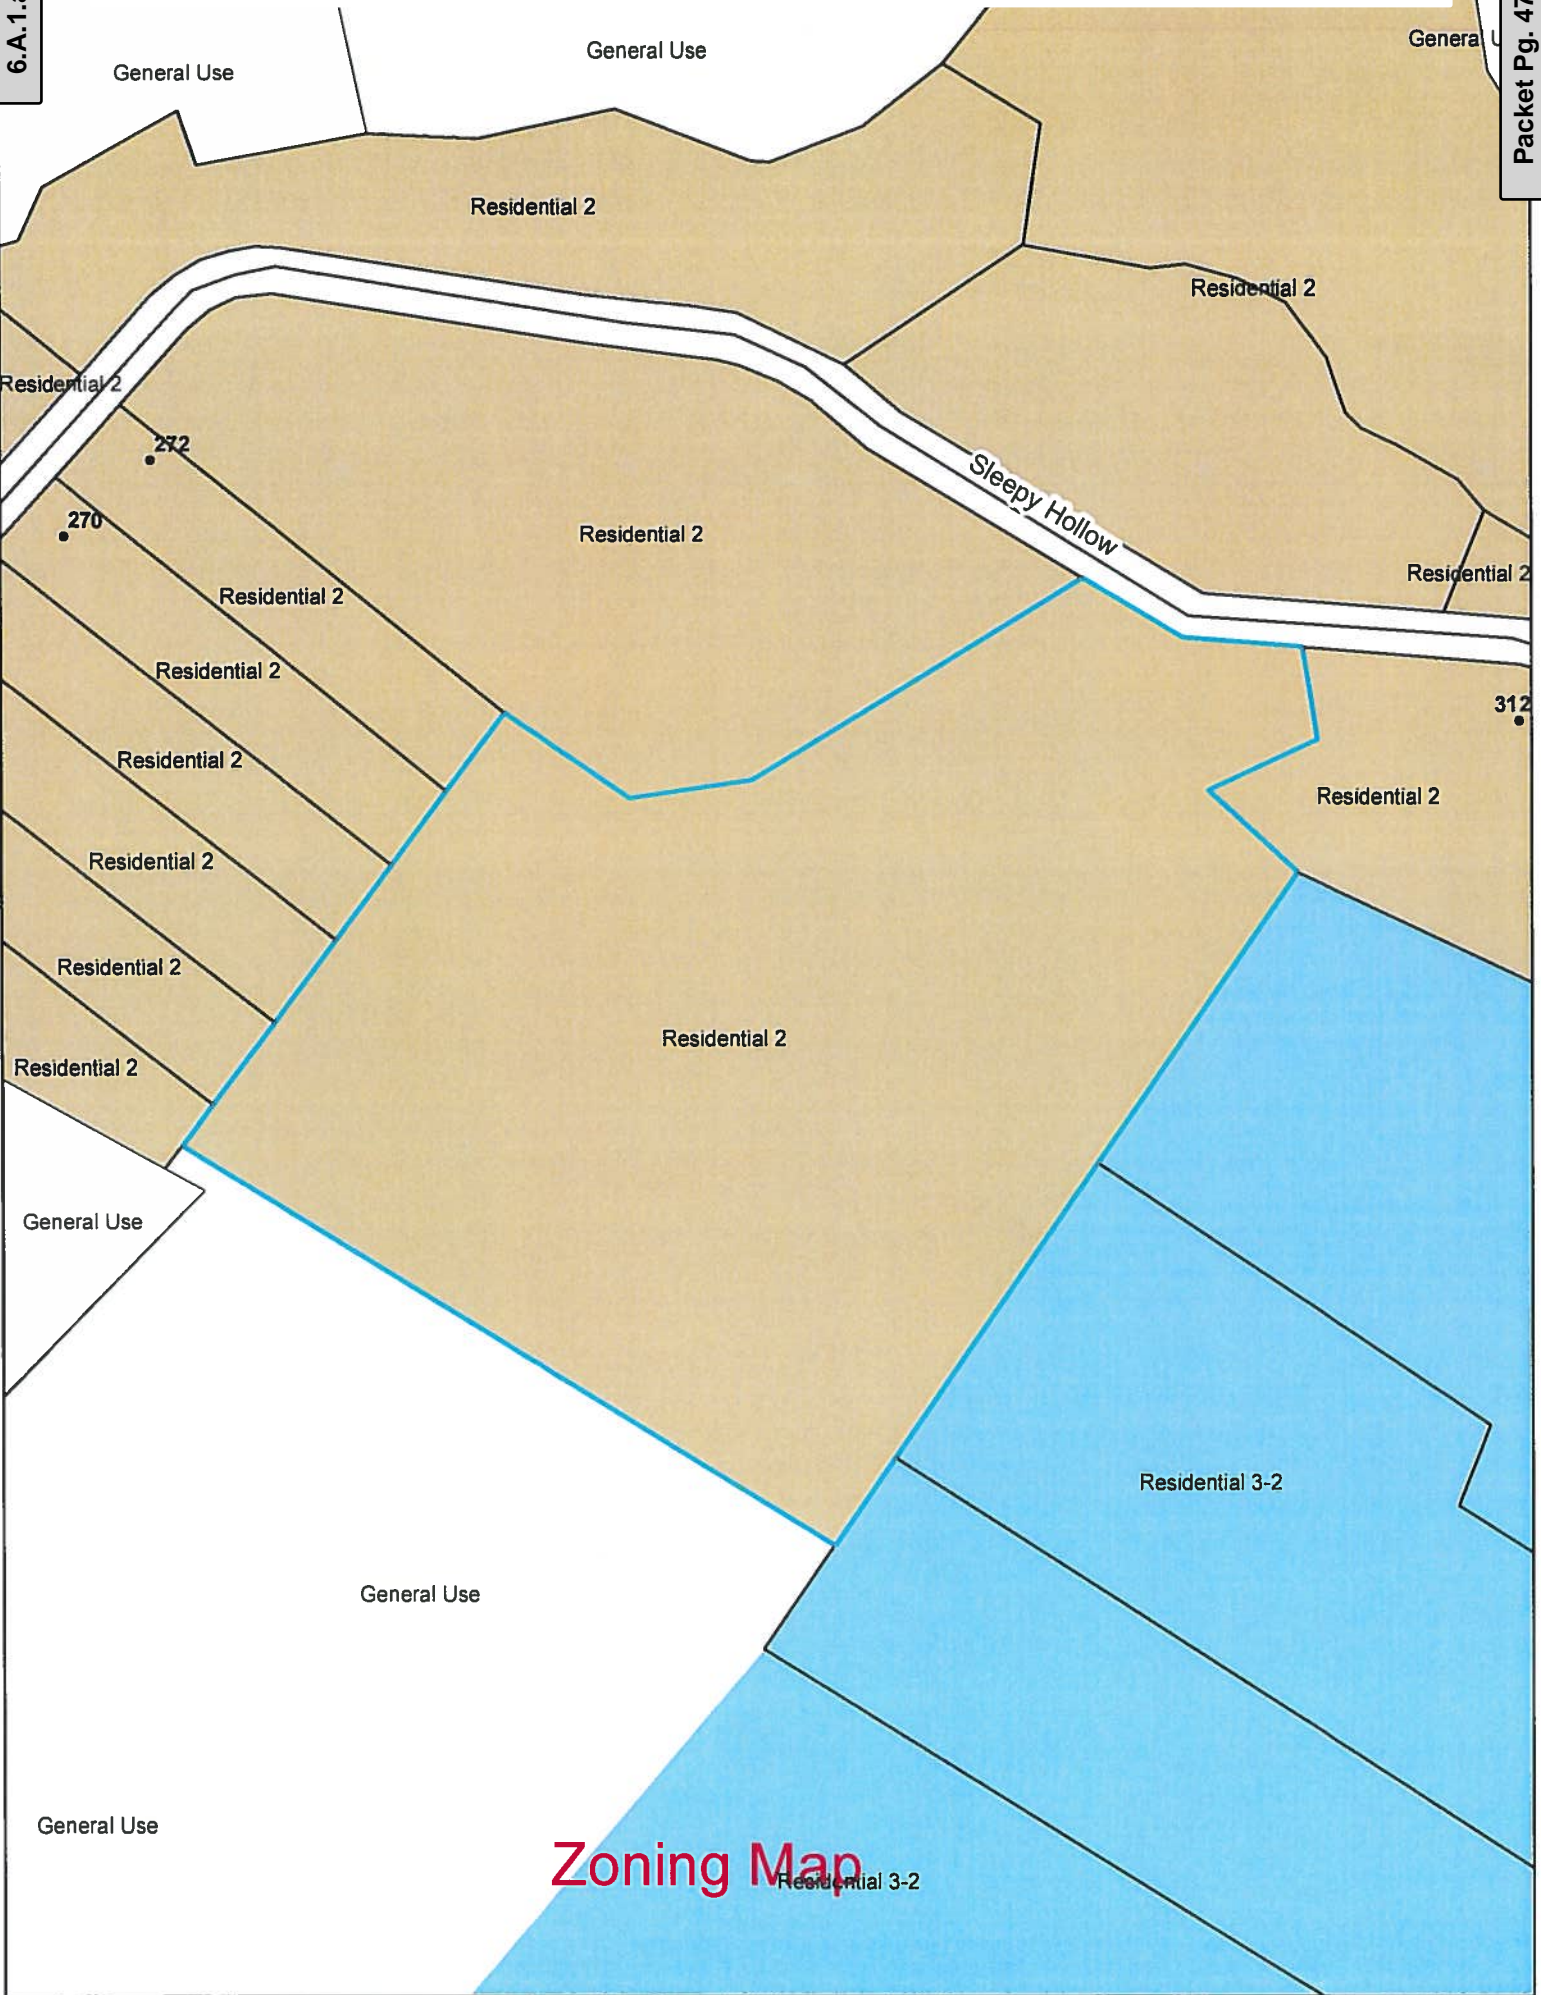 6.A.1.a
Packet Pg. 47
General Use
General Use
General U
Residential 2
Residential 2
Residential 2
272
270
Sleepy Hollow
Residential 2
Residential 2
Residential 2
Residential 2
312
Residential 2
Residential 2
Residential 2
Residential 2
Residential 2
Residential 2
General Use
Residential 3-2
General Use
General Use
Zoning Map
Residential 3-2